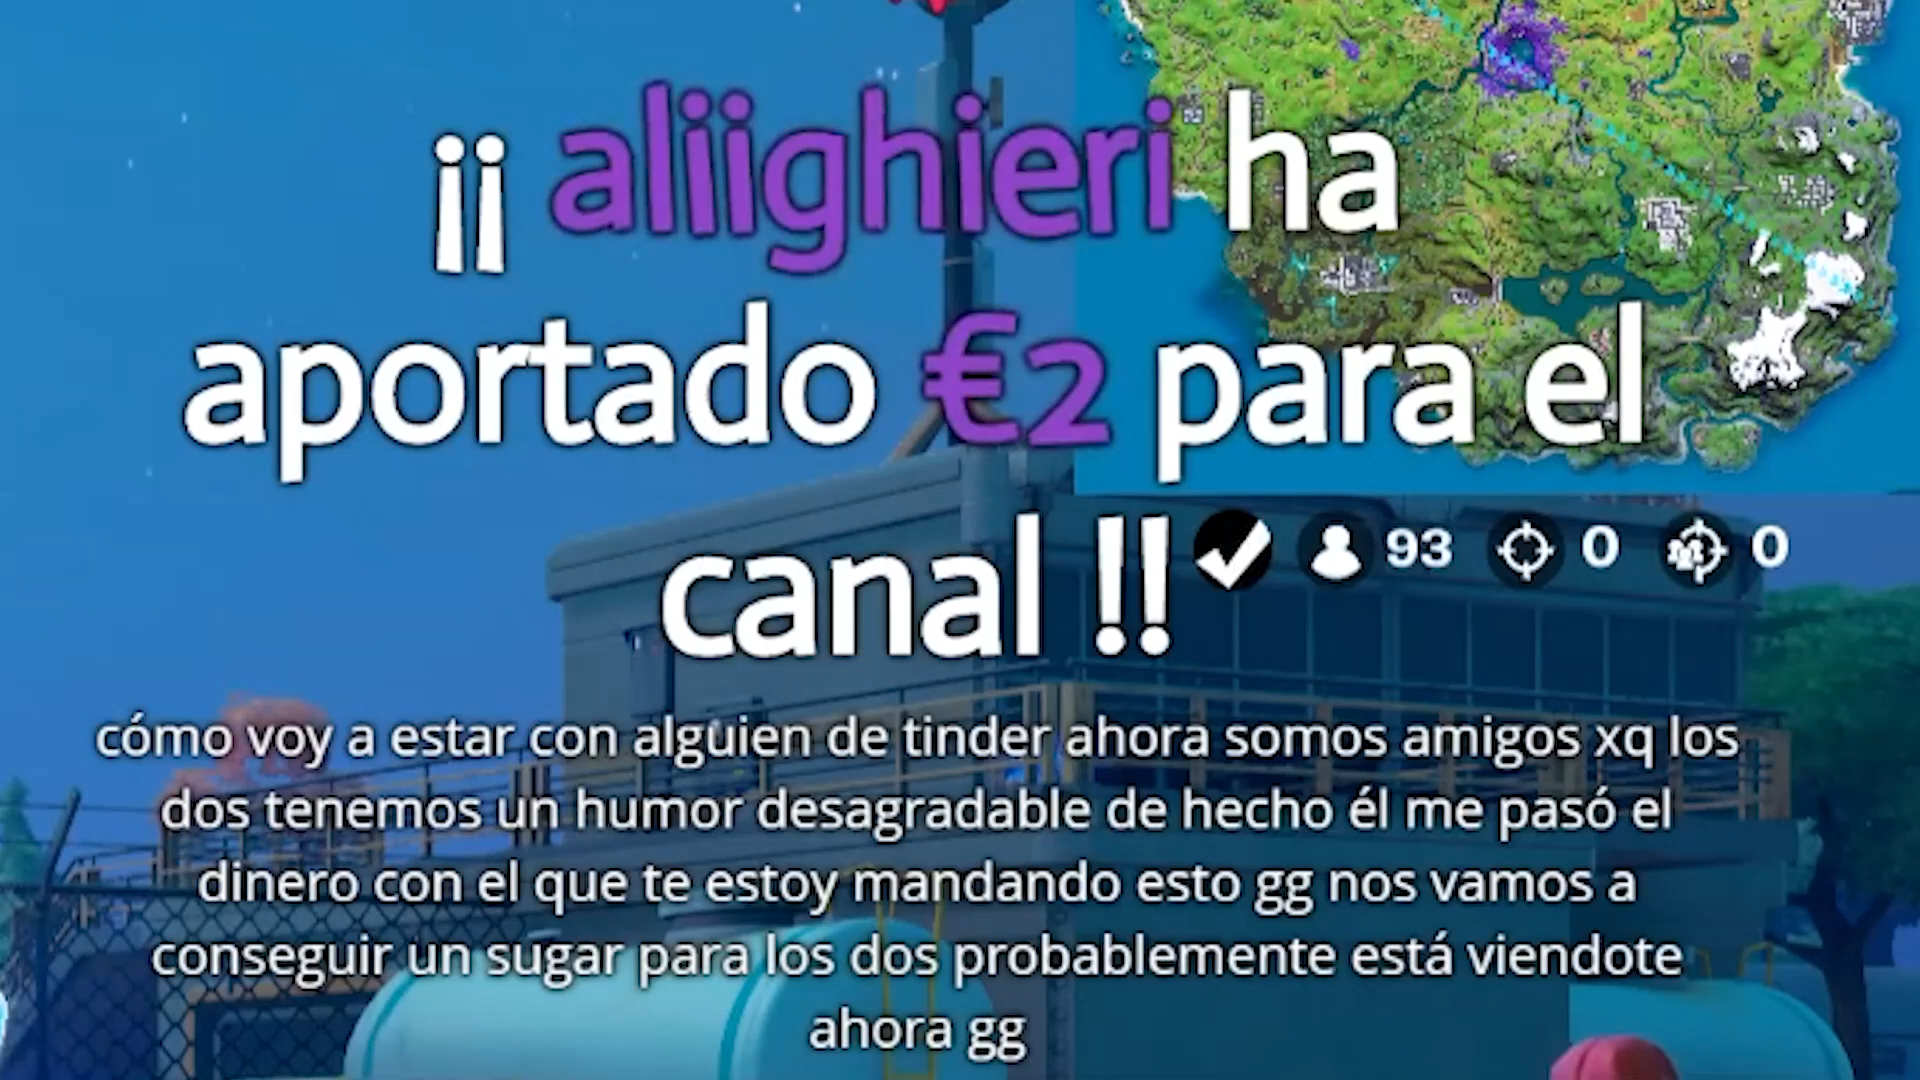 ¡¡ aliighieri ha
aportado €2 para el
canal !!
93 0 0
cómo voy a estar con alguien de tinder ahora somos amigos xq los
dos tenemos un humor desagradable de hecho él me pasó el
dinero con el que te estoy mandando esto gg nos vamos a
conseguir un sugar para los dos probablemente está viendote
ahora gg